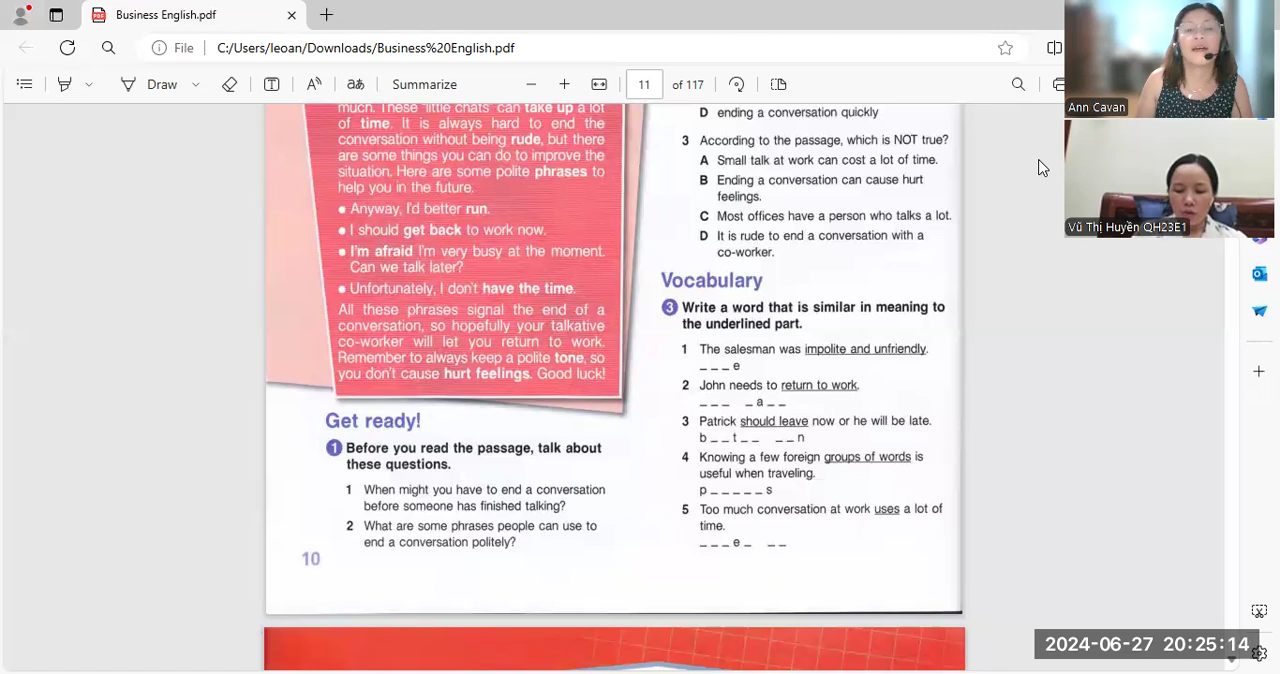 Business English.pdf
File
C:/Users/leoan/Downloads/Business%20English.pdf
Draw
aあ
Summarize
11
of 117
Ann Cavan
Vũ Thị Huyền QH23E1
much. These "little chats" can take up a lot
of time. It is always hard to end the
conversation without being rude, but there
are some things you can do to improve the
situation. Here are some polite phrases to
help you in the future.
• Anyway, I'd better run.
• I should get back to work now.
• I'm afraid I'm very busy at the moment.
Can we talk later?
• Unfortunately, I don't have the time.
All these phrases signal the end of a
conversation, so hopefully your talkative
co-worker will let you return to work.
Remember to always keep a polite tone, so
you don't cause hurt feelings. Good luck!
Get ready!
1 Before you read the passage, talk about
these questions.
1 When might you have to end a conversation
before someone has finished talking?
2 What are some phrases people can use to
end a conversation politely?
10
D ending a conversation quickly
3 According to the passage, which is NOT true?
A Small talk at work can cost a lot of time.
B Ending a conversation can cause hurt
feelings.
C Most offices have a person who talks a lot.
D It is rude to end a conversation with a
co-worker.
Vocabulary
3 Write a word that is similar in meaning to
the underlined part.
1 The salesman was impolite and unfriendly.
_ _ _ e
2 John needs to return to work.
_ _ _ _ a _ _
3 Patrick should leave now or he will be late.
b _ _ t _ _ _ _ n
4 Knowing a few foreign groups of words is
useful when traveling.
p _ _ _ _ _ s
5 Too much conversation at work uses a lot of
time.
_ _ _ e _ _ _
2024-06-27 20:25:14